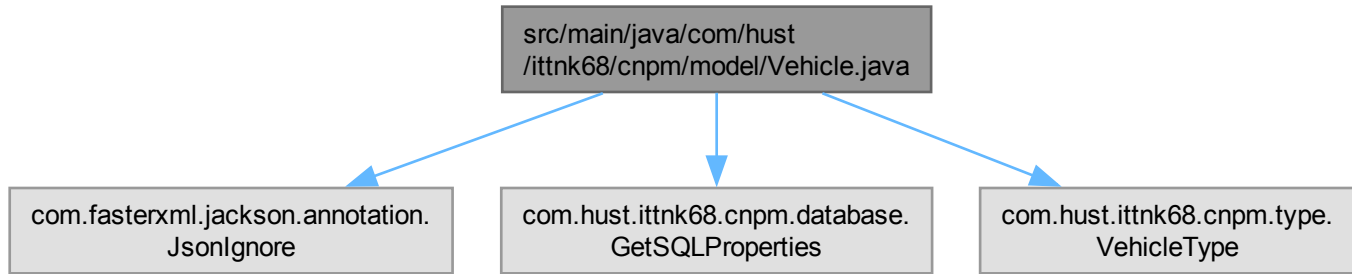 src/main/java/com/hust
/ittnk68/cnpm/model/Vehicle.java
com.fasterxml.jackson.annotation.
JsonIgnore
com.hust.ittnk68.cnpm.database.
GetSQLProperties
com.hust.ittnk68.cnpm.type.
VehicleType